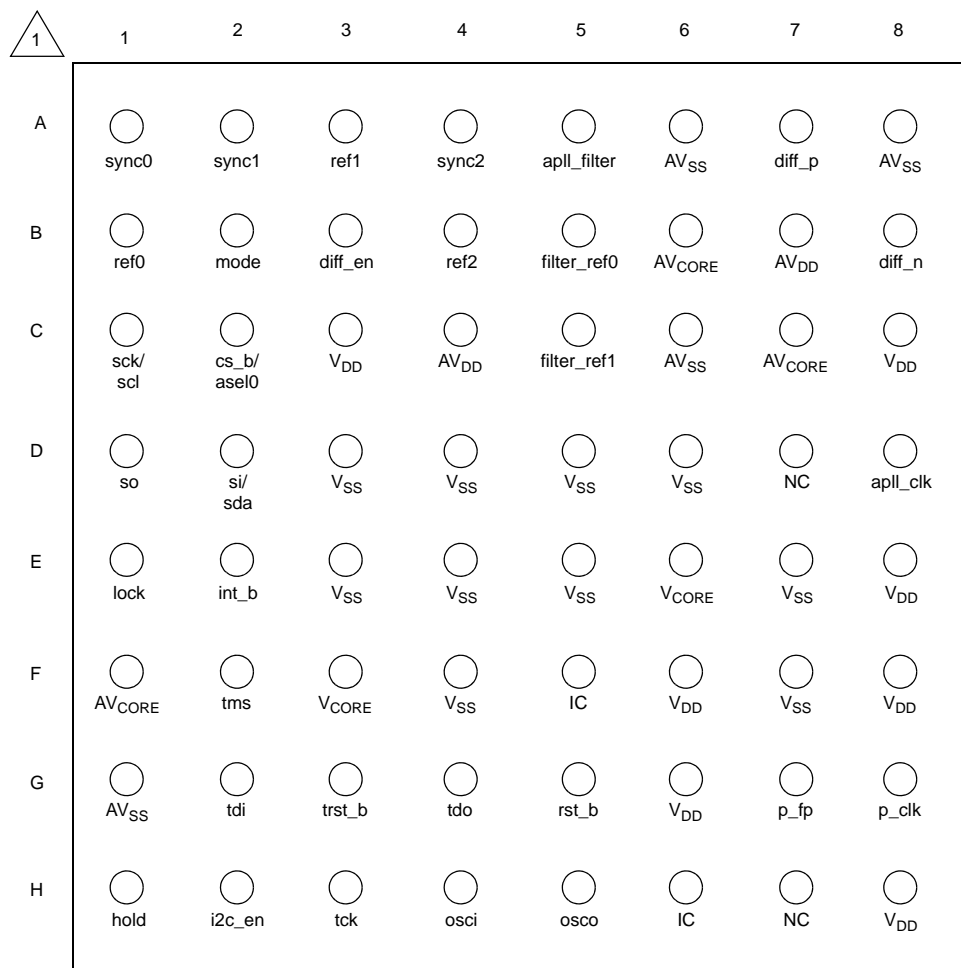 1 1 2 3 4 5 6 7 8
A
sync0 sync1 ref1 sync2 apll_filter AVSS diff_p AVSS
B
ref0 mode diff_en ref2 filter_ref0 AVCORE AVDD diff_n
C
sck/ cs_b/ VDD AVDD filter_ref1 AVSS AVCORE VDD
scl asel0
D
so si/ VSS VSS VSS VSS NC apll_clk
sda
E
lock int_b VSS VSS VSS VCORE VSS VDD
F
AVCORE tms VCORE VSS IC VDD VSS VDD
G
AVSS tdi trst_b tdo rst_b VDD p_fp p_clk
H
hold i2c_en tck osci osco IC NC VDD